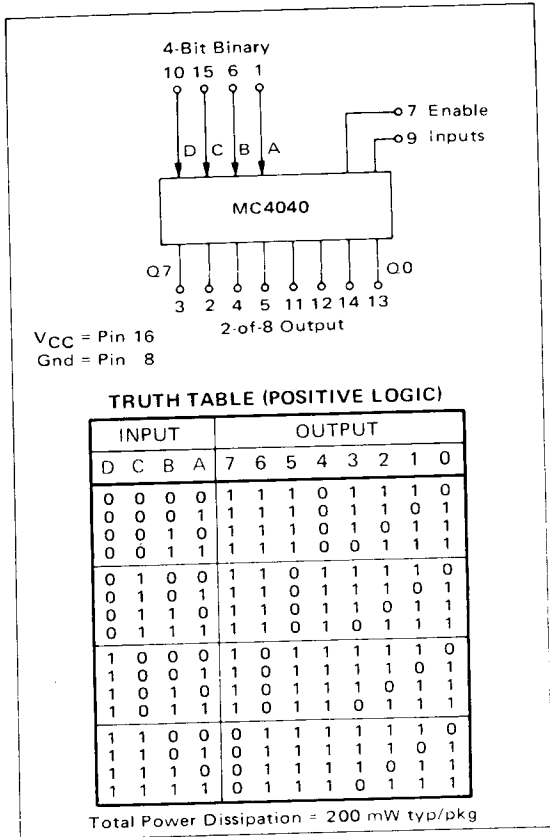 4-Bit Binary
10 15 6 1
7 Enable
9 Inputs
D C B A
MC4040
Q7 Q0
3 2 4 5 11 12 14 13
2-of-8 Output
VCC = Pin 16
Gnd = Pin 8
TRUTH TABLE (POSITIVE LOGIC)
INPUT OUTPUT
D C B A 7 6 5 4 3 2 1 0
0 0 0 0 1 1 1 0 1 1 1 0
0 0 0 1 1 1 1 0 1 1 0 1
0 0 1 0 1 1 1 0 1 0 1 1
0 0 1 1 1 1 1 0 0 1 1 1
0 1 0 0 1 1 0 1 1 1 1 0
0 1 0 1 1 1 0 1 1 1 0 1
0 1 1 0 1 1 0 1 1 0 1 1
0 1 1 1 1 1 0 1 0 1 1 1
1 0 0 0 1 0 1 1 1 1 1 0
1 0 0 1 1 0 1 1 1 1 0 1
1 0 1 0 1 0 1 1 1 0 1 1
1 0 1 1 1 0 1 1 0 1 1 1
1 1 0 0 0 1 1 1 1 1 1 0
1 1 0 1 0 1 1 1 1 1 0 1
1 1 1 0 0 1 1 1 1 0 1 1
1 1 1 1 0 1 1 1 0 1 1 1
Total Power Dissipation = 200 mW typ/pkg